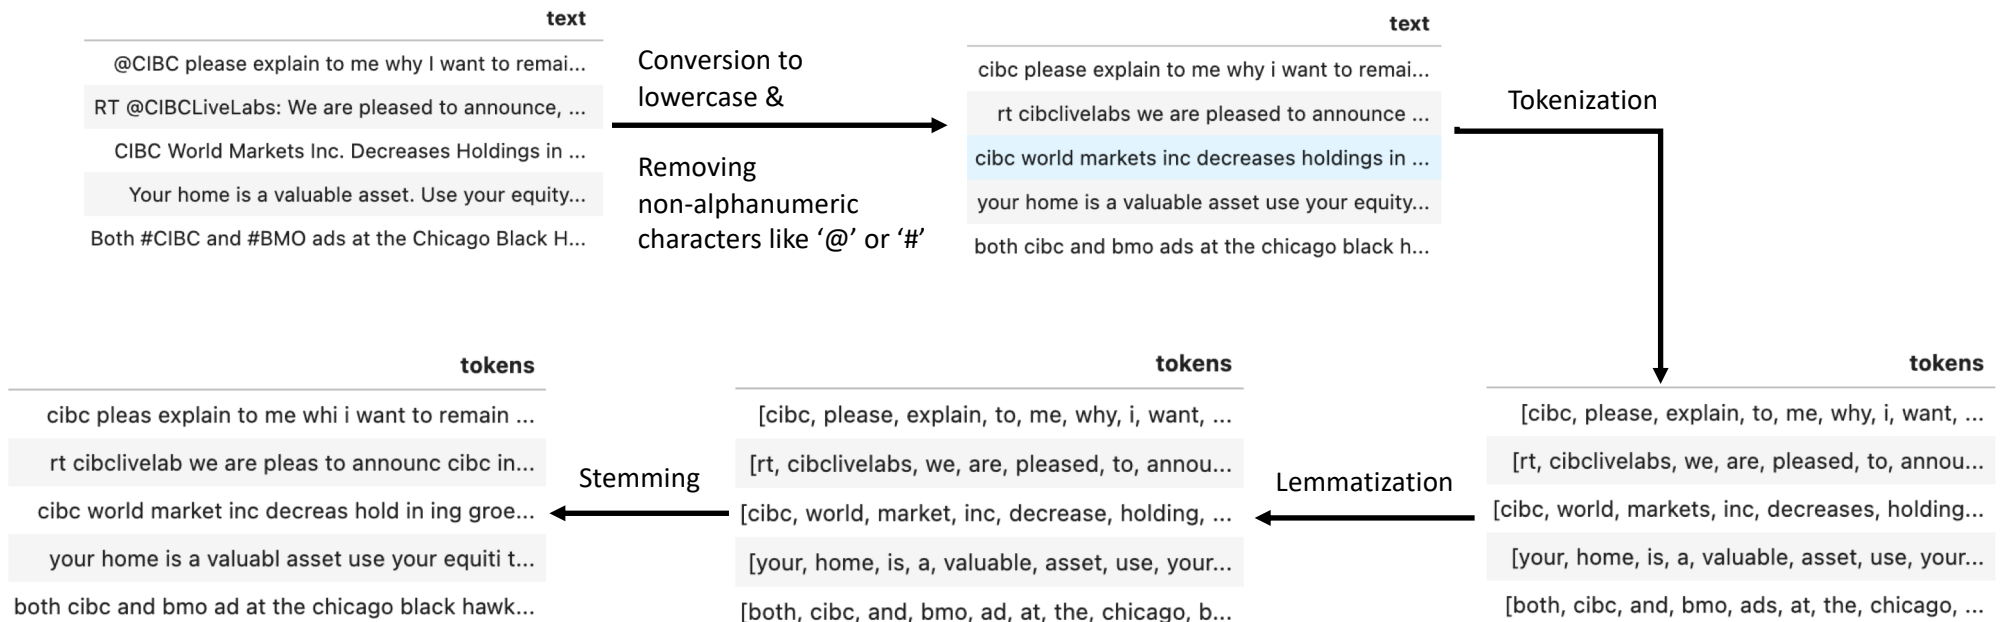 text
@CIBC please explain to me why I want to remai...
RT @CIBCLiveLabs: We are pleased to announce, ...
CIBC World Markets Inc. Decreases Holdings in ...
Your home is a valuable asset. Use your equity...
Both #CIBC and #BMO ads at the Chicago Black H...
Conversion to
lowercase &
Removing
non-alphanumeric
characters like ‘@’ or ‘#’
text
cibc please explain to me why i want to remai...
rt cibclivelabs we are pleased to announce ...
cibc world markets inc decreases holdings in ...
your home is a valuable asset use your equity...
both cibc and bmo ads at the chicago black h...
Tokenization
tokens
[cibc, please, explain, to, me, why, i, want, ...
[rt, cibclivelabs, we, are, pleased, to, annou...
[cibc, world, markets, inc, decreases, holding...
[your, home, is, a, valuable, asset, use, your...
[both, cibc, and, bmo, ads, at, the, chicago, ...
Lemmatization
tokens
[cibc, please, explain, to, me, why, i, want, ...
[rt, cibclivelabs, we, are, pleased, to, annou...
[cibc, world, market, inc, decrease, holding, ...
[your, home, is, a, valuable, asset, use, your...
[both, cibc, and, bmo, ad, at, the, chicago, b...
Stemming
tokens
cibc pleas explain to me whi i want to remain ...
rt cibclivelab we are pleas to announc cibc in...
cibc world market inc decreas hold in ing groe...
your home is a valuabl asset use your equiti t...
both cibc and bmo ad at the chicago black hawk...